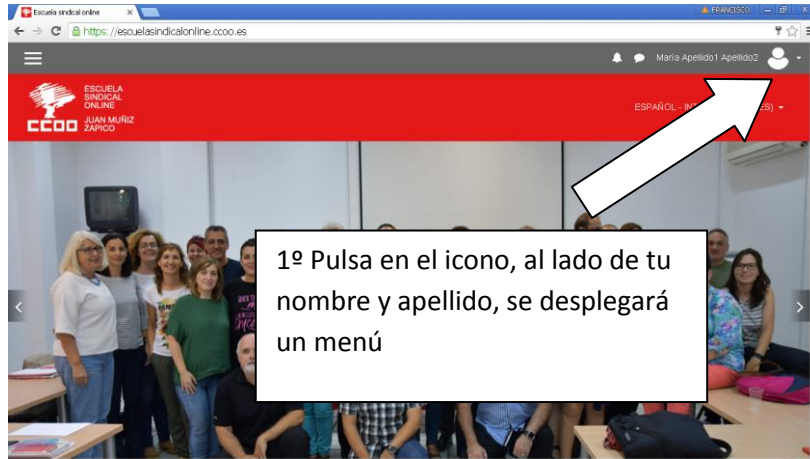 Escuela sindical online
FRANCISCO
https://escuelasindicalonline.ccoo.es
María Apellido1 Apellido2
ESCUELA
SINDICAL
ONLINE
JUAN MUÑIZ
ZAPICO
CCOO
ESPAÑOL - ES)
1º Pulsa en el icono, al lado de tu
nombre y apellido, se desplegará
un menú